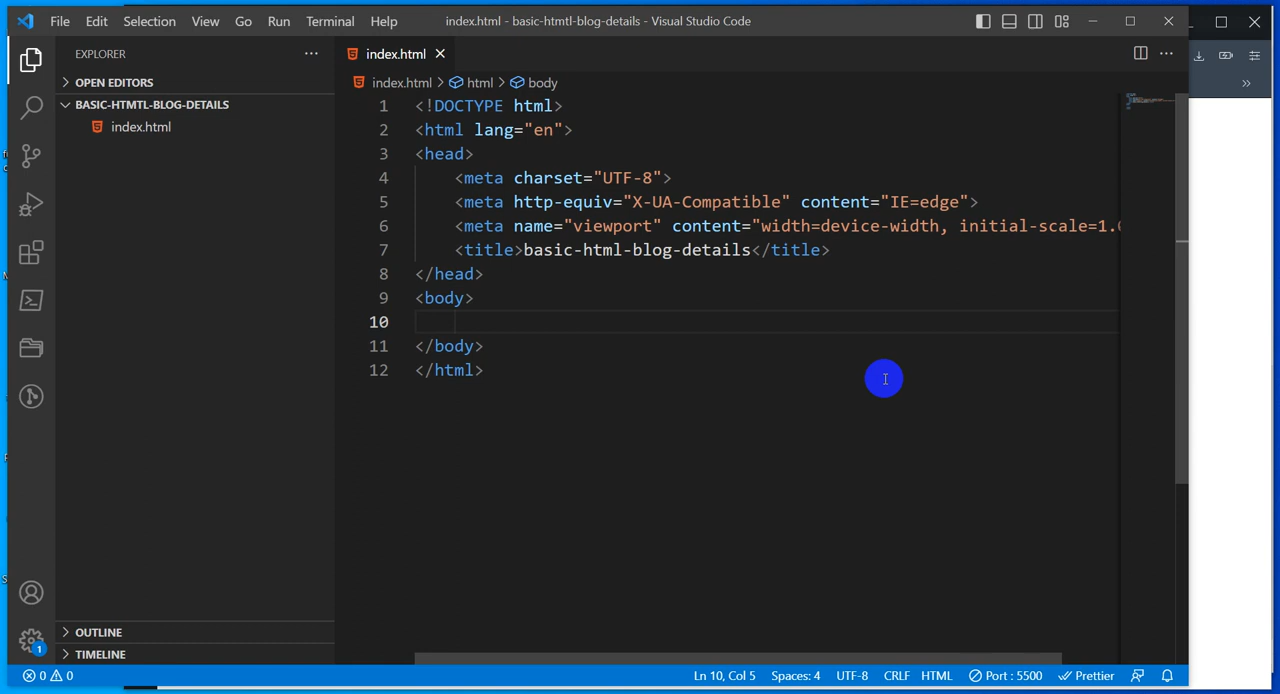 File Edit Selection View Go Run Terminal Help index.html - basic-htmtl-blog-details - Visual Studio Code
EXPLORER
OPEN EDITORS
BASIC-HTMTL-BLOG-DETAILS
index.html
OUTLINE
TIMELINE
index.html
index.html > html > body
1 <!DOCTYPE html>
2 <html lang="en">
3 <head>
4 <meta charset="UTF-8">
5 <meta http-equiv="X-UA-Compatible" content="IE=edge">
6 <meta name="viewport" content="width=device-width, initial-scale=1.
7 <title>basic-html-blog-details</title>
8 </head>
9 <body>
10
11 </body>
12 </html>
1
0 0 Ln 10, Col 5 Spaces: 4 UTF-8 CRLF HTML Port : 5500 Prettier